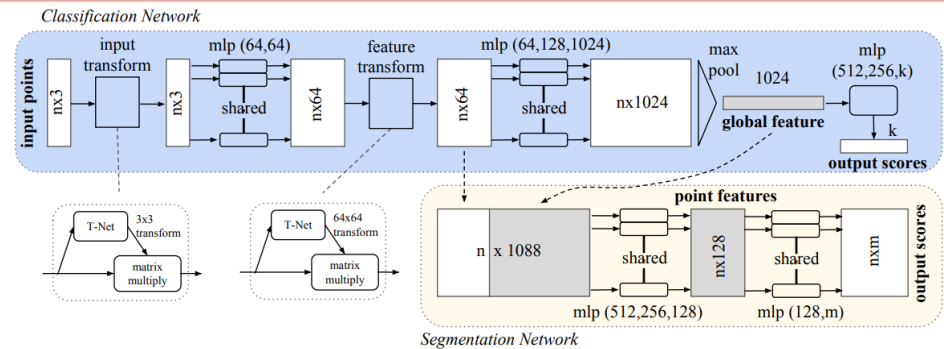 Classification Network
input points
nx3
input
transform
nx3
mlp (64,64)
shared
nx64
feature
transform
nx64
mlp (64,128,1024)
shared
nx1024
max
pool
1024
global feature
mlp
(512,256,k)
k
output scores
T-Net
3x3
transform
matrix
multiply
T-Net
64x64
transform
matrix
multiply
point features
n x 1088
shared
mlp (512,256,128)
nx128
shared
mlp (128,m)
nxm
output scores
Segmentation Network